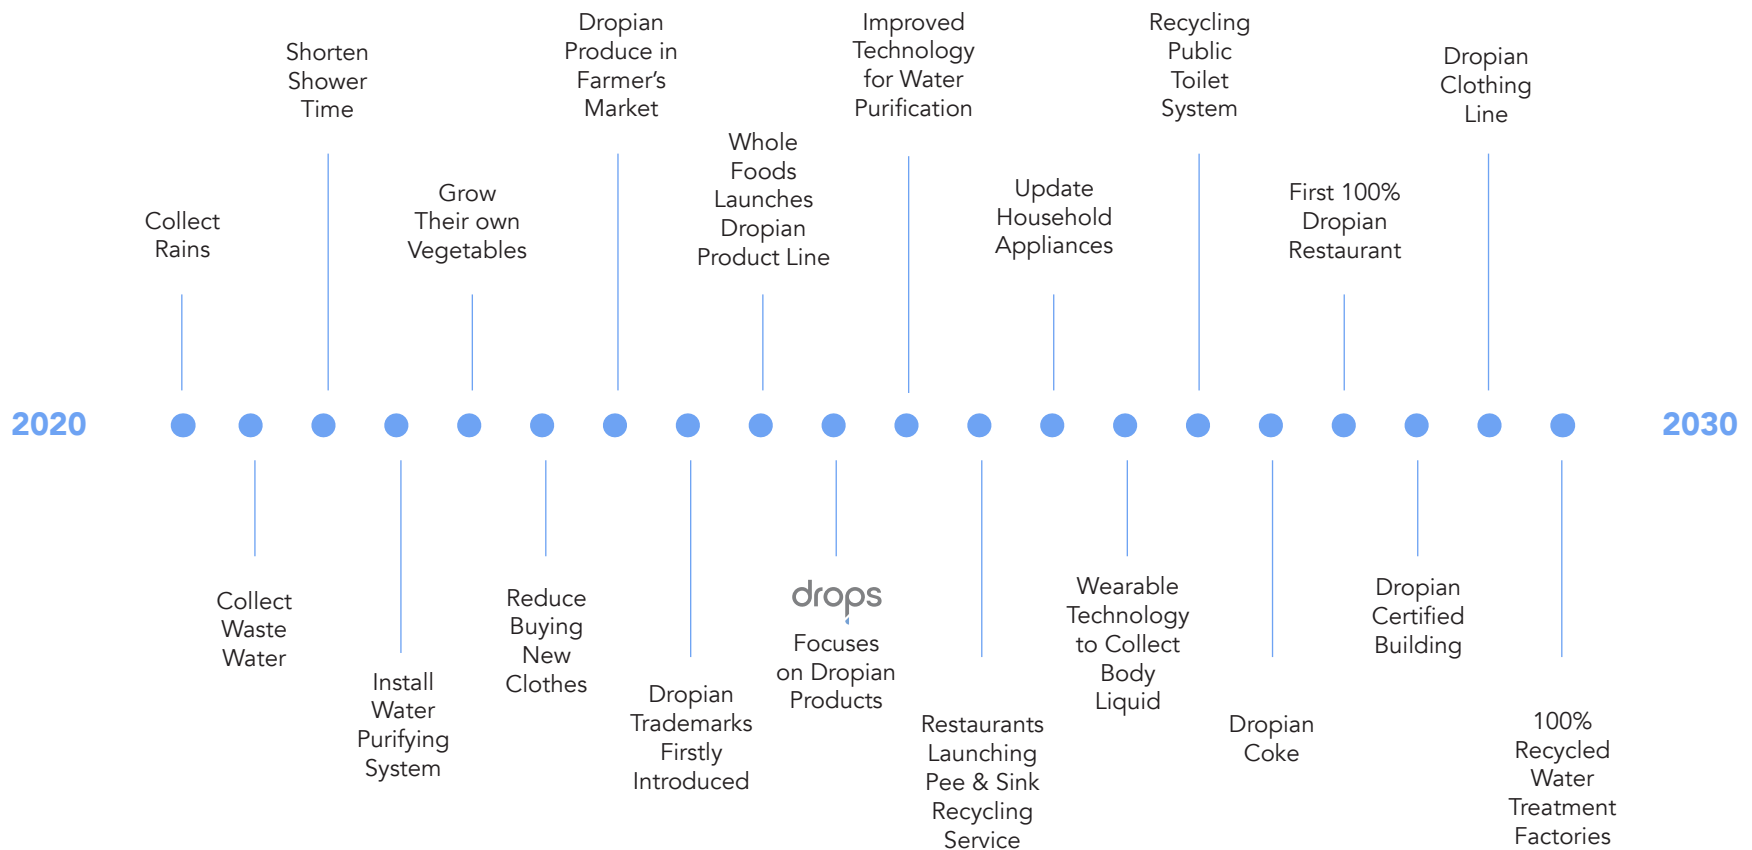 2020
Collect
Rains
Collect
Waste
Water
Shorten
Shower
Time
Install
Water
Purifying
System
Grow
Their own
Vegetables
Reduce
Buying
New
Clothes
Dropian
Produce in
Farmer's
Market
Dropian
Trademarks
Firstly
Introduced
Whole
Foods
Launches
Dropian
Product Line
drops
Focuses
on Dropian
Products
Improved
Technology
for Water
Purification
Restaurants
Launching
Pee & Sink
Recycling
Service
Update
Household
Appliances
Wearable
Technology
to Collect
Body
Liquid
Recycling
Public
Toilet
System
Dropian
Coke
First 100%
Dropian
Restaurant
Dropian
Certified
Building
Dropian
Clothing
Line
100%
Recycled
Water
Treatment
Factories
2030